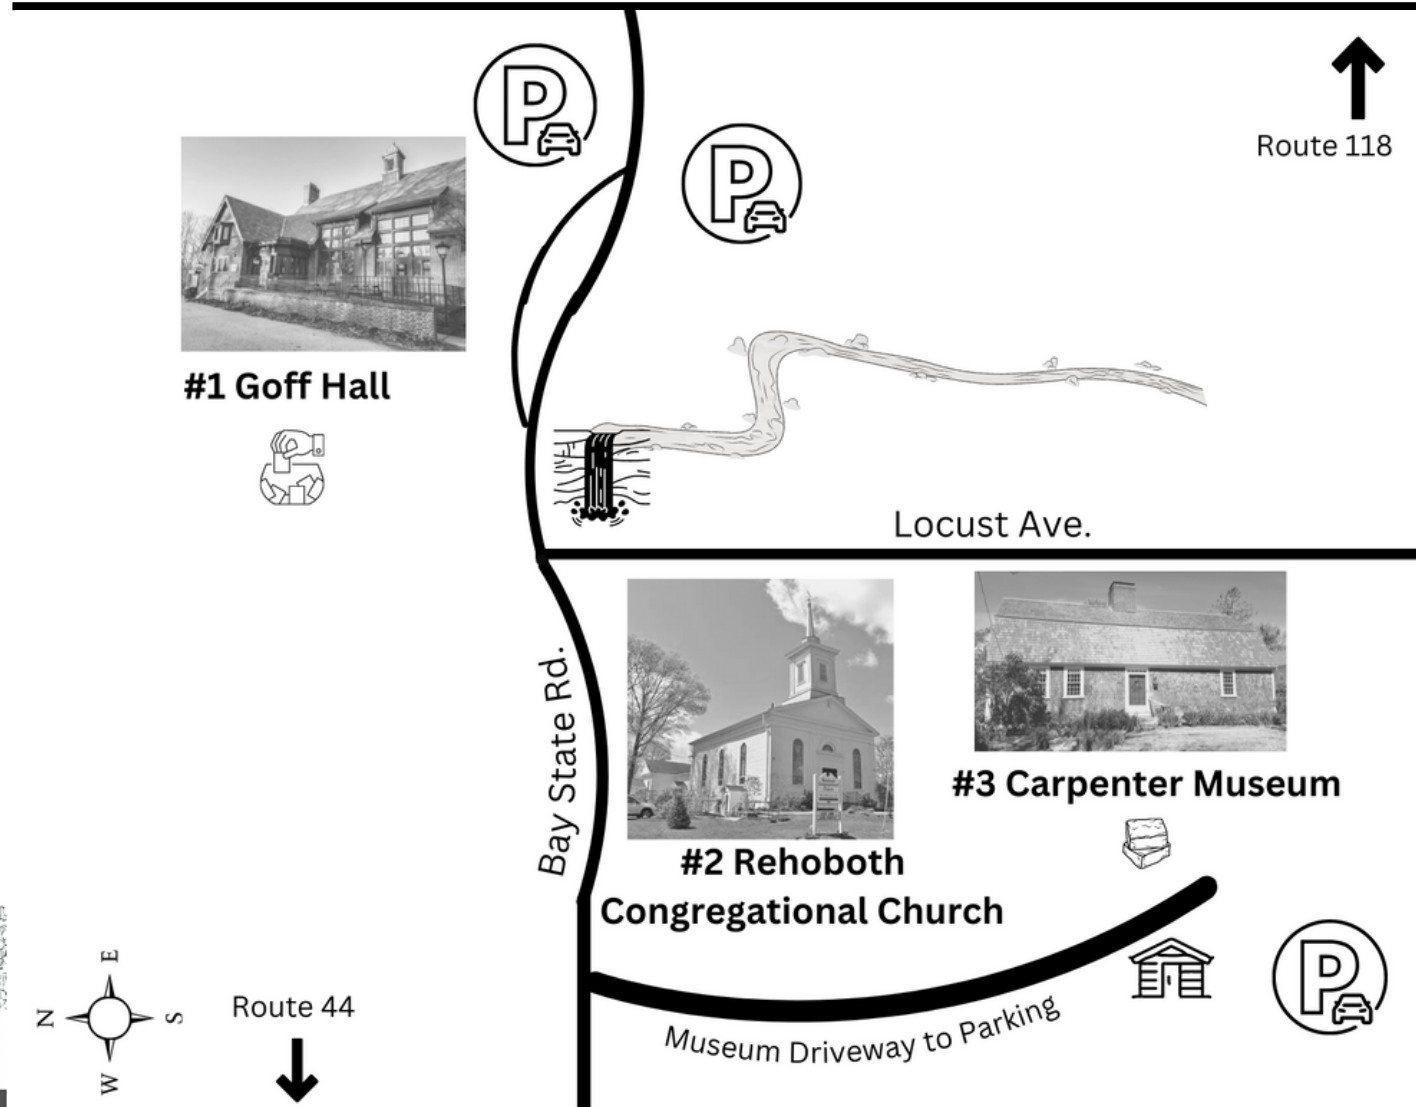 P
P
Route 118
#1 Goff Hall
Locust Ave.
Bay State Rd.
#3 Carpenter Museum
#2 Rehoboth
Congregational Church
P
E
N
S
W
Route 44
Museum Driveway to Parking